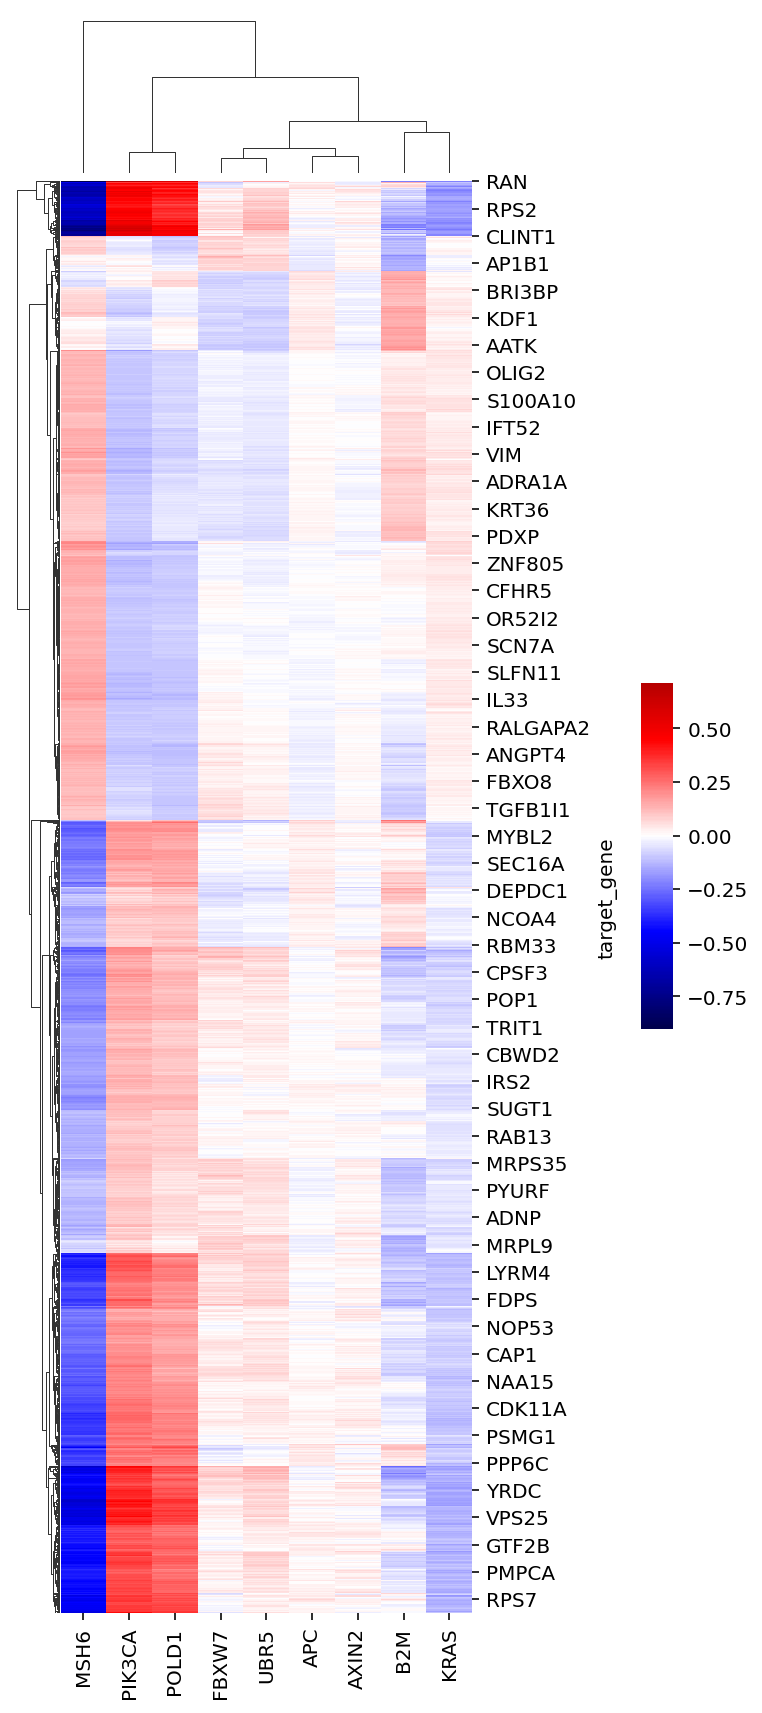 RAN
RPS2
CLINT1
AP1B1
BRI3BP
KDF1
AATK
OLIG2
S100A10
IFT52
VIM
ADRA1A
KRT36
PDXP
ZNF805
CFHR5
OR52I2
SCN7A
SLFN11
IL33
RALGAPA2
ANGPT4
FBXO8
TGFB1I1
MYBL2
SEC16A
DEPDC1
NCOA4
RBM33
CPSF3
POP1
TRIT1
CBWD2
IRS2
SUGT1
RAB13
MRPS35
PYURF
ADNP
MRPL9
LYRM4
FDPS
NOP53
CAP1
NAA15
CDK11A
PSMG1
PPP6C
YRDC
VPS25
GTF2B
PMPCA
RPS7
0.50
0.25
0.00
−0.25
−0.50
−0.75
target_gene
MSH6
PIK3CA
POLD1
FBXW7
UBR5
APC
AXIN2
B2M
KRAS